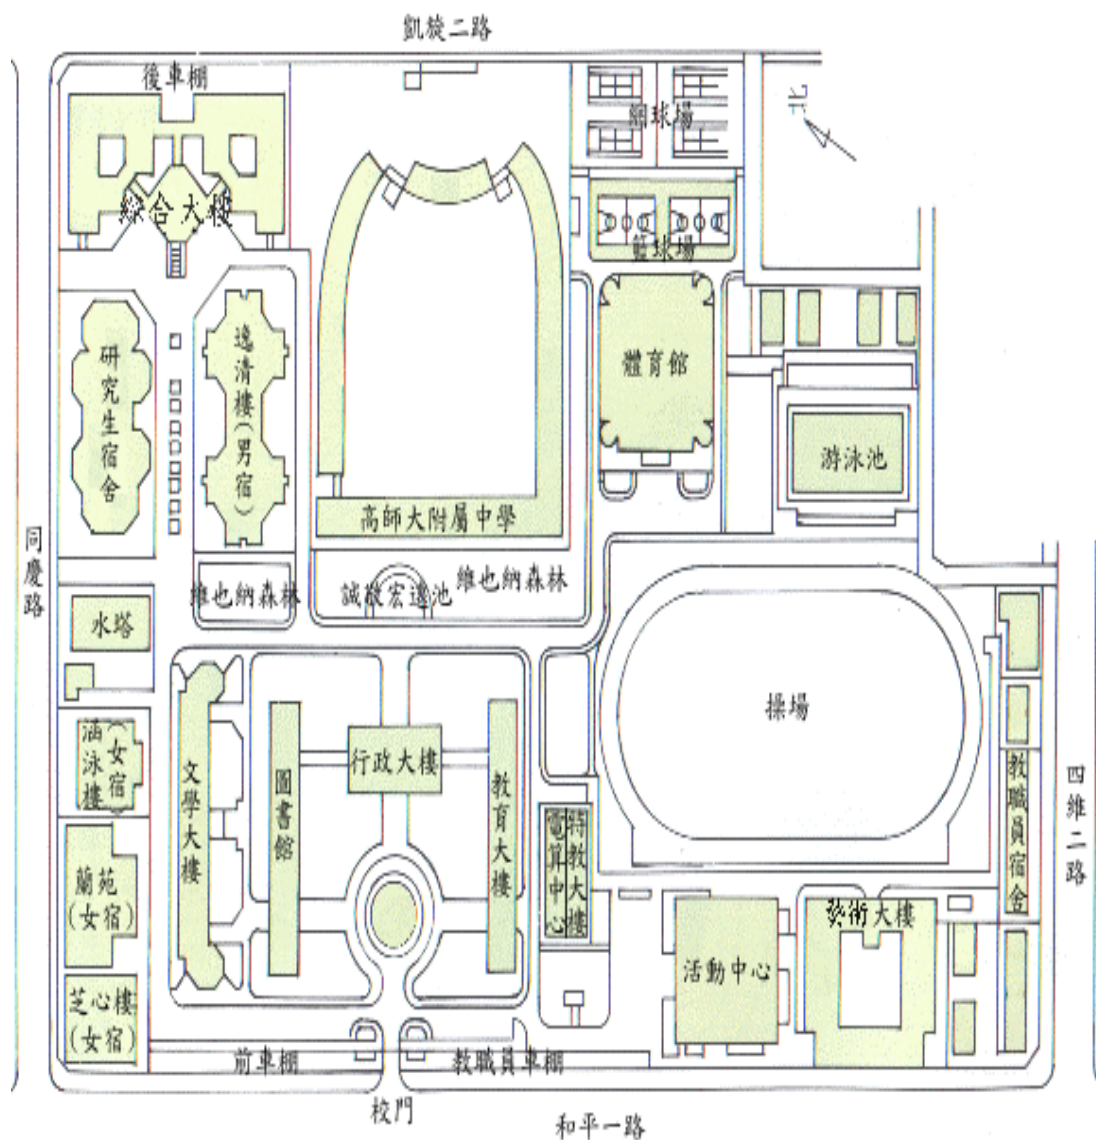 凱旋二路
後車棚
網球場
北
綜合大樓
籃球場
體育館
研究生宿舍
逸清樓(男宿)
游泳池
高師大附屬中學
同慶路
維也納森林
誠敬宏遠池
維也納森林
水塔
操場
涵泳樓(女宿)
文學大樓
圖書館
行政大樓
教育大樓
電算中心
特教大樓
教職員宿舍
四維二路
蘭苑
(女宿)
藝術大樓
活動中心
芝心樓
(女宿)
前車棚
教職員車棚
校門
和平一路